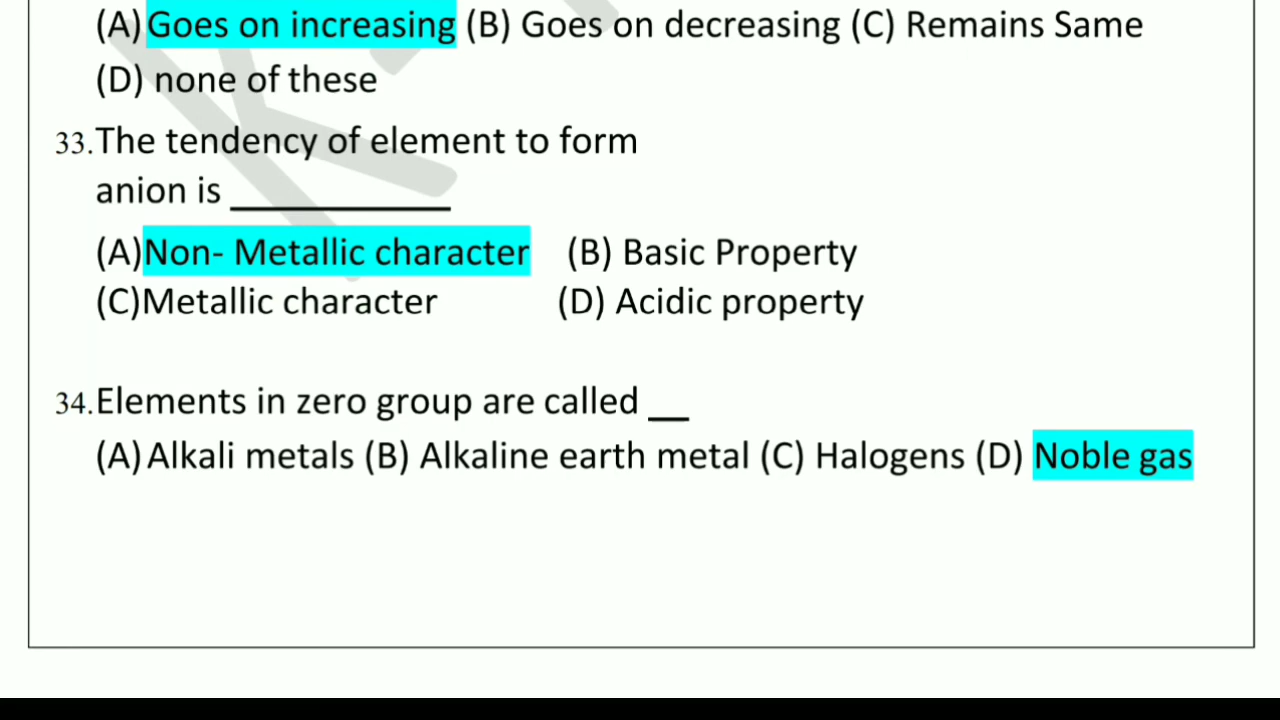 (A) Goes on increasing (B) Goes on decreasing (C) Remains Same
(D) none of these
33. The tendency of element to form
anion is ___________
(A)Non- Metallic character (B) Basic Property
(C)Metallic character (D) Acidic property
34. Elements in zero group are called __
(A) Alkali metals (B) Alkaline earth metal (C) Halogens (D) Noble gas